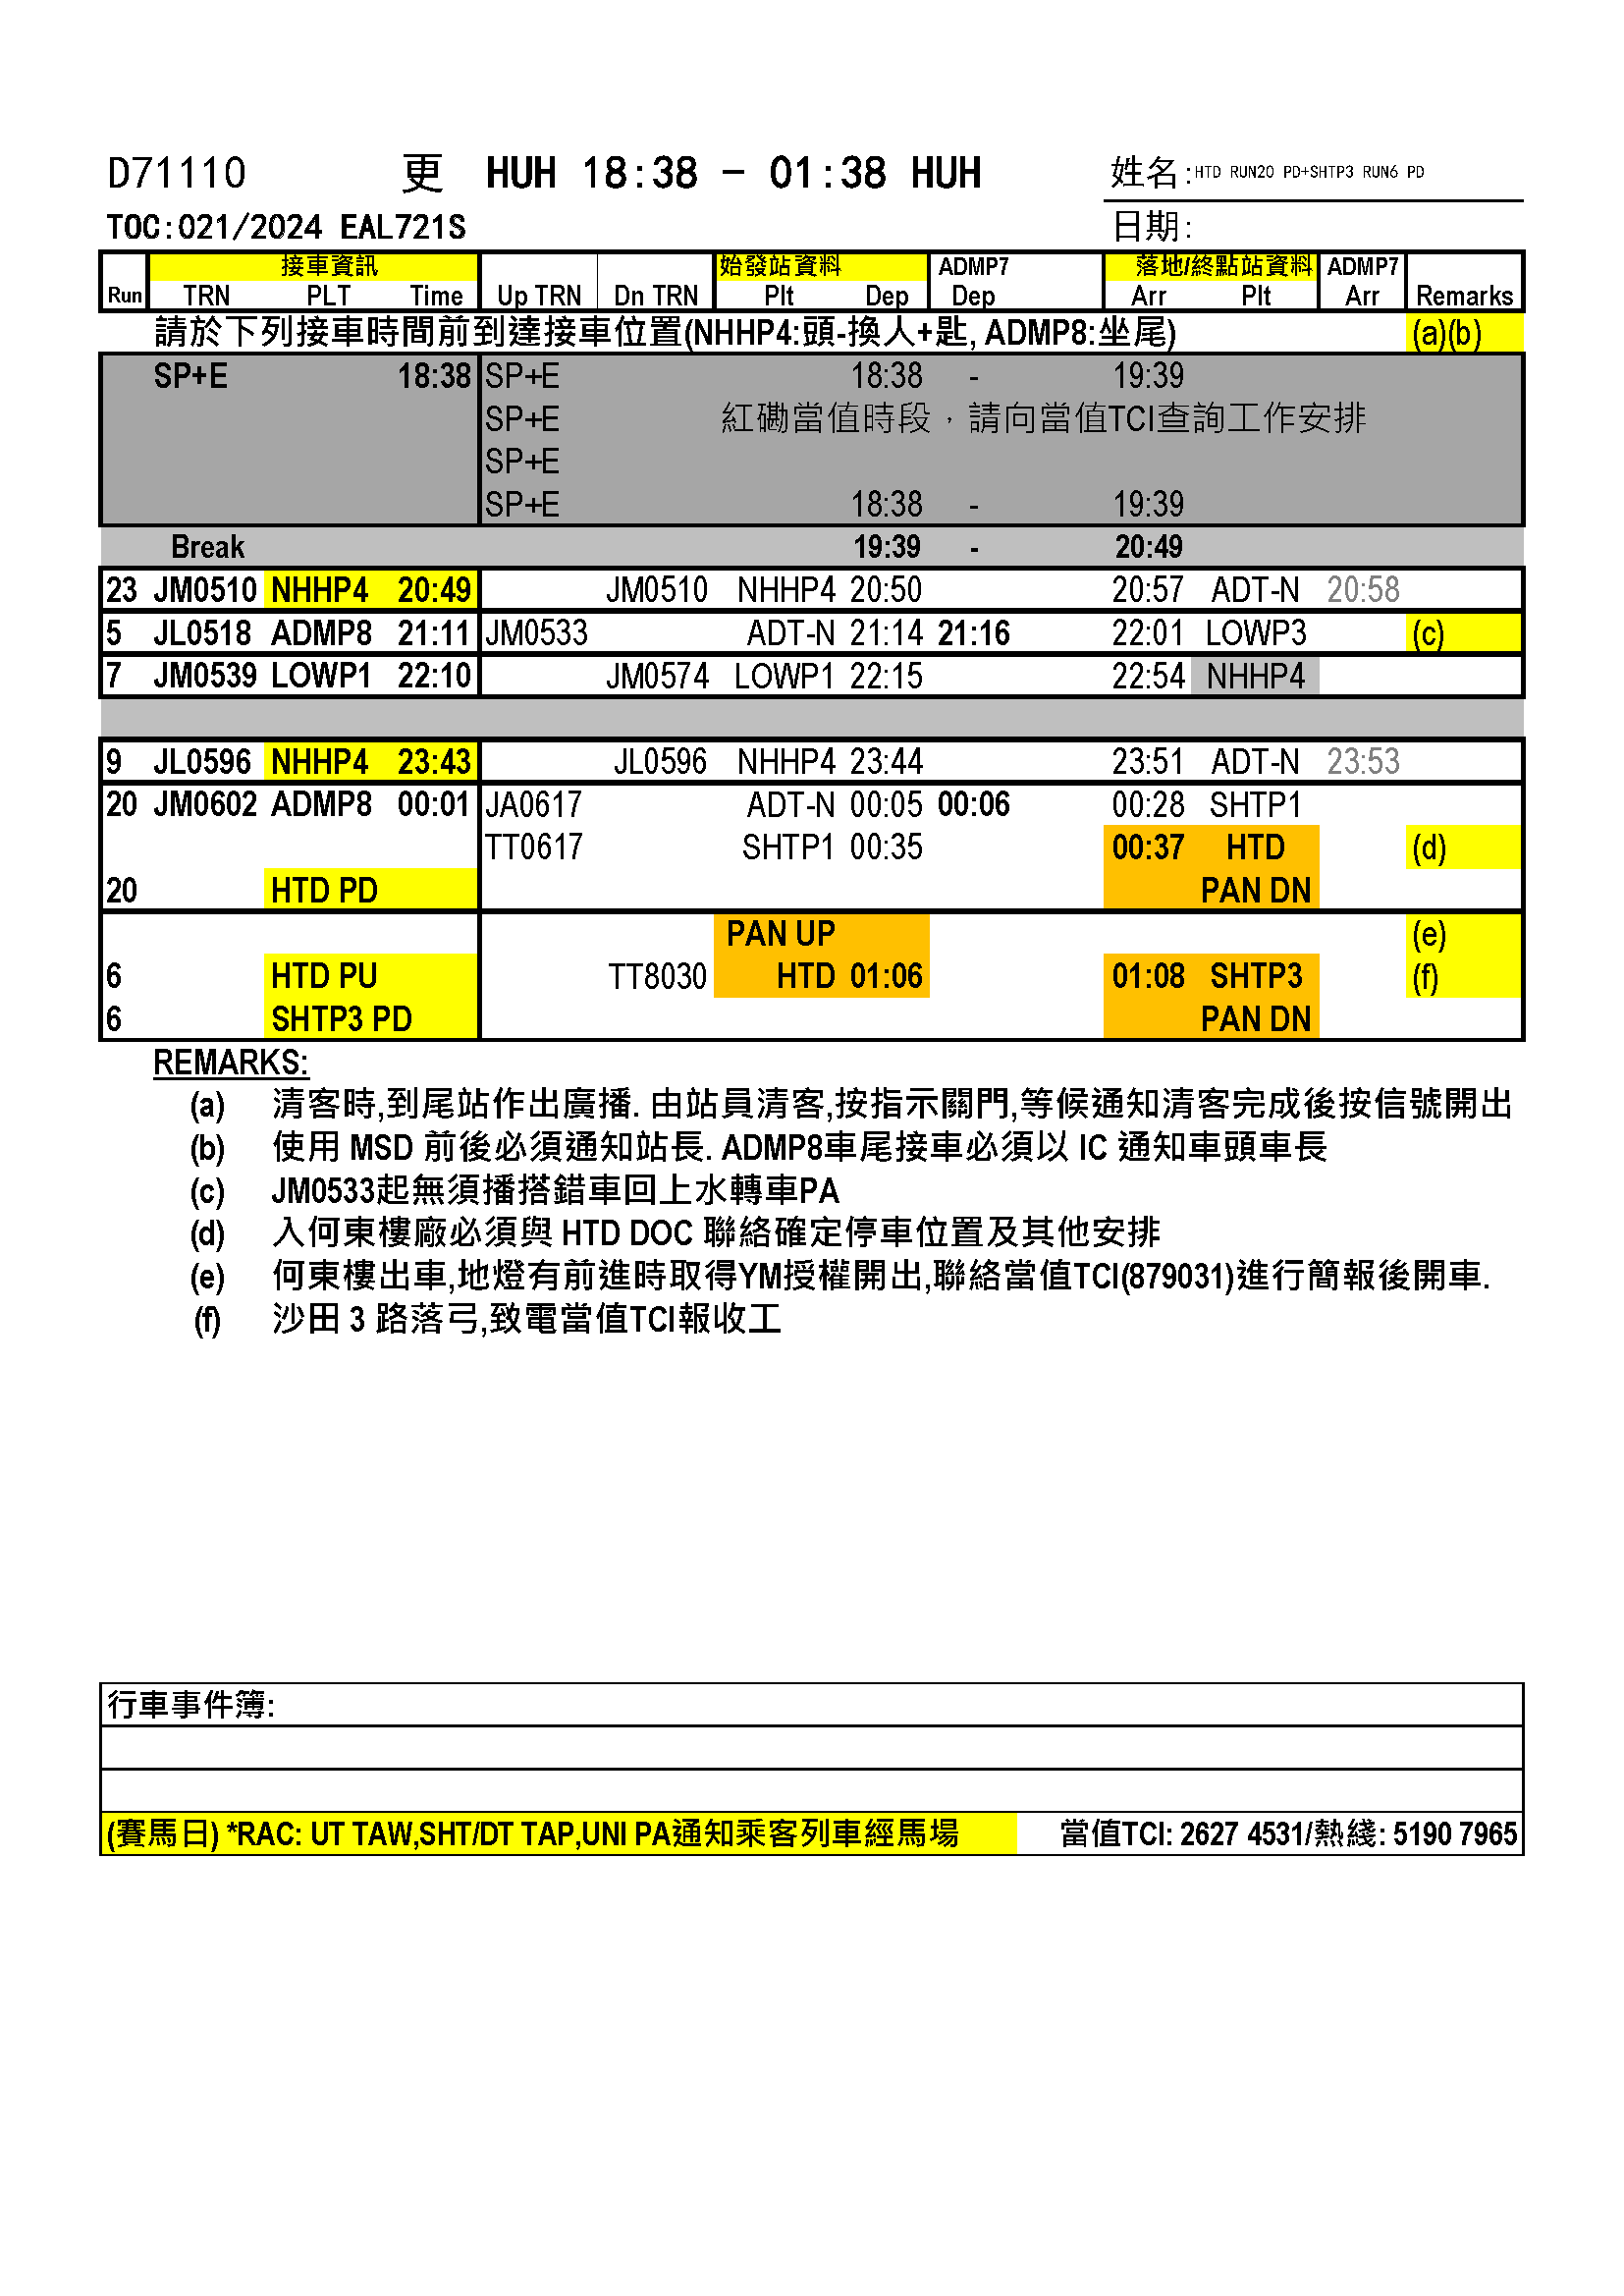 D71110 更 HUH 18:38 - 01:38 HUH 姓名:HTD RUN20 PD+SHTP3 RUN6 PD
TOC:021/2024 EAL721S 日期:
接車資訊 始發站資料 ADMP7 落地/終點站資料 ADMP7
Run TRN PLT Time Up TRN Dn TRN Plt Dep Dep Arr Plt Arr Remarks
請於下列接車時間前到達接車位置(NHHP4:頭-換人+匙, ADMP8:坐尾) (a)(b)
SP+E 18:38 SP+E 18:38 - 19:39
SP+E 紅磡當值時段，請向當值TCI查詢工作安排
SP+E
SP+E 18:38 - 19:39
Break 19:39 - 20:49
23 JM0510 NHHP4 20:49 JM0510 NHHP4 20:50 20:57 ADT-N 20:58
5 JL0518 ADMP8 21:11 JM0533 ADT-N 21:14 21:16 22:01 LOWP3 (c)
7 JM0539 LOWP1 22:10 JM0574 LOWP1 22:15 22:54 NHHP4
9 JL0596 NHHP4 23:43 JL0596 NHHP4 23:44 23:51 ADT-N 23:53
20 JM0602 ADMP8 00:01 JA0617 ADT-N 00:05 00:06 00:28 SHTP1
TT0617 SHTP1 00:35 00:37 HTD (d)
20 HTD PD PAN DN
PAN UP (e)
6 HTD PU TT8030 HTD 01:06 01:08 SHTP3 (f)
6 SHTP3 PD PAN DN
REMARKS:
(a) 清客時,到尾站作出廣播. 由站員清客,按指示關門,等候通知清客完成後按信號開出
(b) 使用 MSD 前後必須通知站長. ADMP8車尾接車必須以 IC 通知車頭車長
(c) JM0533起無須播搭錯車回上水轉車PA
(d) 入何東樓廠必須與 HTD DOC 聯絡確定停車位置及其他安排
(e) 何東樓出車,地燈有前進時取得YM授權開出,聯絡當值TCI(879031)進行簡報後開車.
(f) 沙田 3 路落弓,致電當值TCI報收工
行車事件簿:
(賽馬日) *RAC: UT TAW,SHT/DT TAP,UNI PA通知乘客列車經馬場 當值TCI: 2627 4531/熱綫: 5190 7965